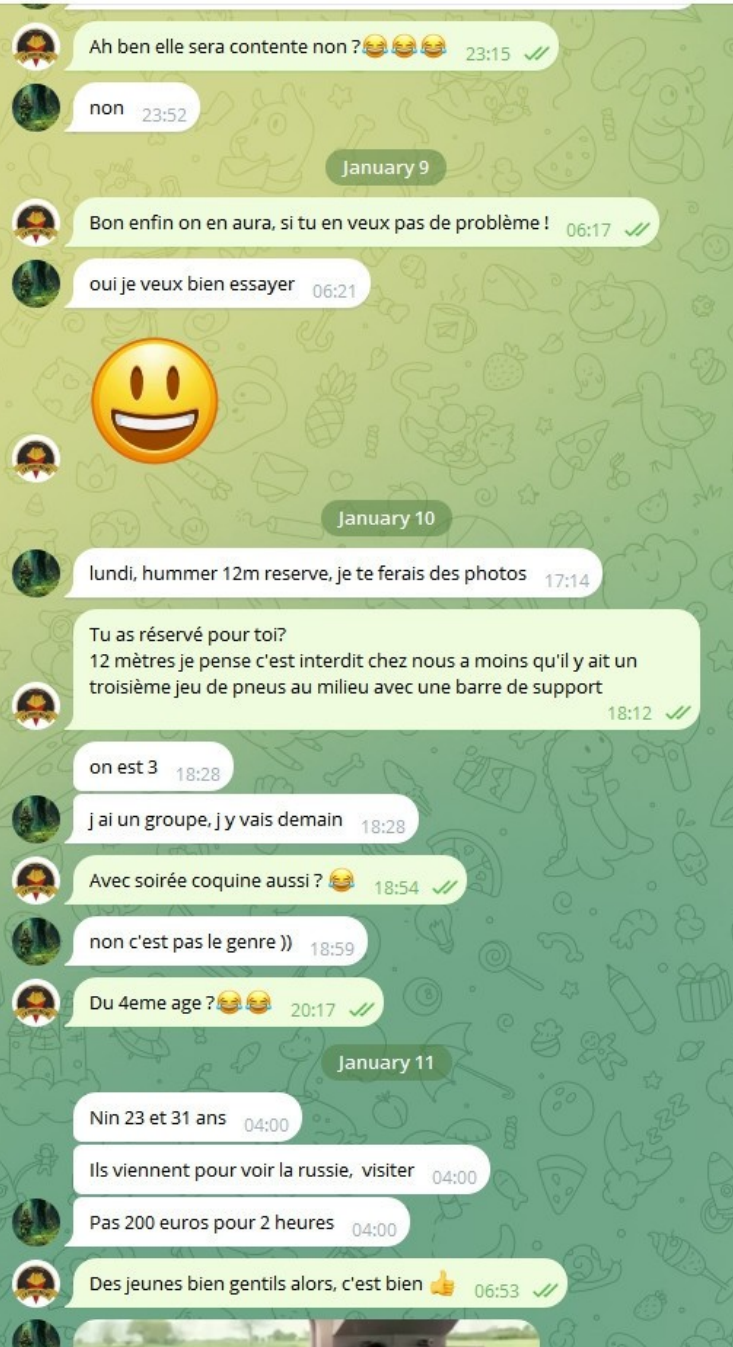 Ah ben elle sera contente non ?😂😂😂 23:15
non 23:52
January 9
Bon enfin on en aura, si tu en veux pas de problème ! 06:17
oui je veux bien essayer 06:21
January 10
lundi, hummer 12m reserve, je te ferais des photos 17:14
Tu as réservé pour toi?
12 mètres je pense c'est interdit chez nous a moins qu'il y ait un
troisième jeu de pneus au milieu avec une barre de support
18:12
on est 3 18:28
j ai un groupe, j y vais demain 18:28
Avec soirée coquine aussi ? 😂 18:54
non c'est pas le genre )) 18:59
Du 4eme age ?😂😂 20:17
January 11
Nin 23 et 31 ans 04:00
Ils viennent pour voir la russie, visiter 04:00
Pas 200 euros pour 2 heures 04:00
Des jeunes bien gentils alors, c'est bien 👍 06:53